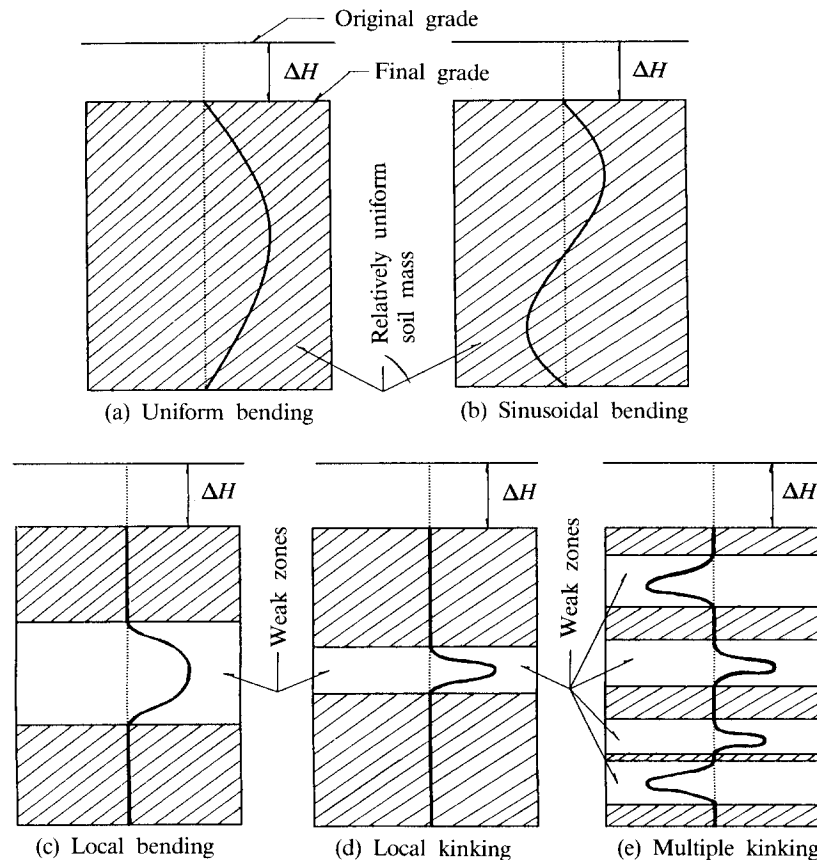 Original grade
ΔH
Final grade
ΔH
Relatively uniform
soil mass
(a) Uniform bending
(b) Sinusoidal bending
ΔH
Weak zones
ΔH
Weak zones
ΔH
(c) Local bending
(d) Local kinking
(e) Multiple kinking